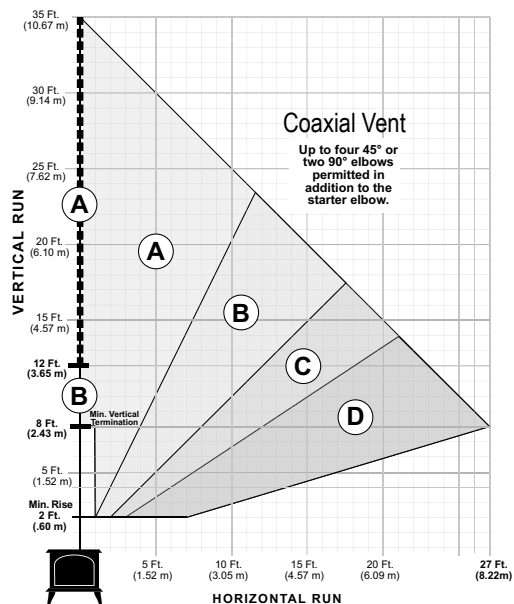 35 Ft.
(10.67 m)
30 Ft.
(9.14 m)
Coaxial Vent
Up to four 45° or
two 90° elbows
permitted in
addition to the
starter elbow.
25 Ft.
(7.62 m)
VERTICAL RUN
A
A
20 Ft.
(6.10 m)
B
15 Ft.
(4.57 m)
C
12 Ft.
(3.65 m)
B
D
Min. Vertical
Termination
8 Ft.
(2.43 m)
5 Ft.
(1.52 m)
Min. Rise
2 Ft.
(.60 m)
5 Ft.
(1.52 m)
10 Ft.
(3.05 m)
15 Ft.
(4.57 m)
20 Ft.
(6.09 m)
27 Ft.
(8.22m)
HORIZONTAL RUN